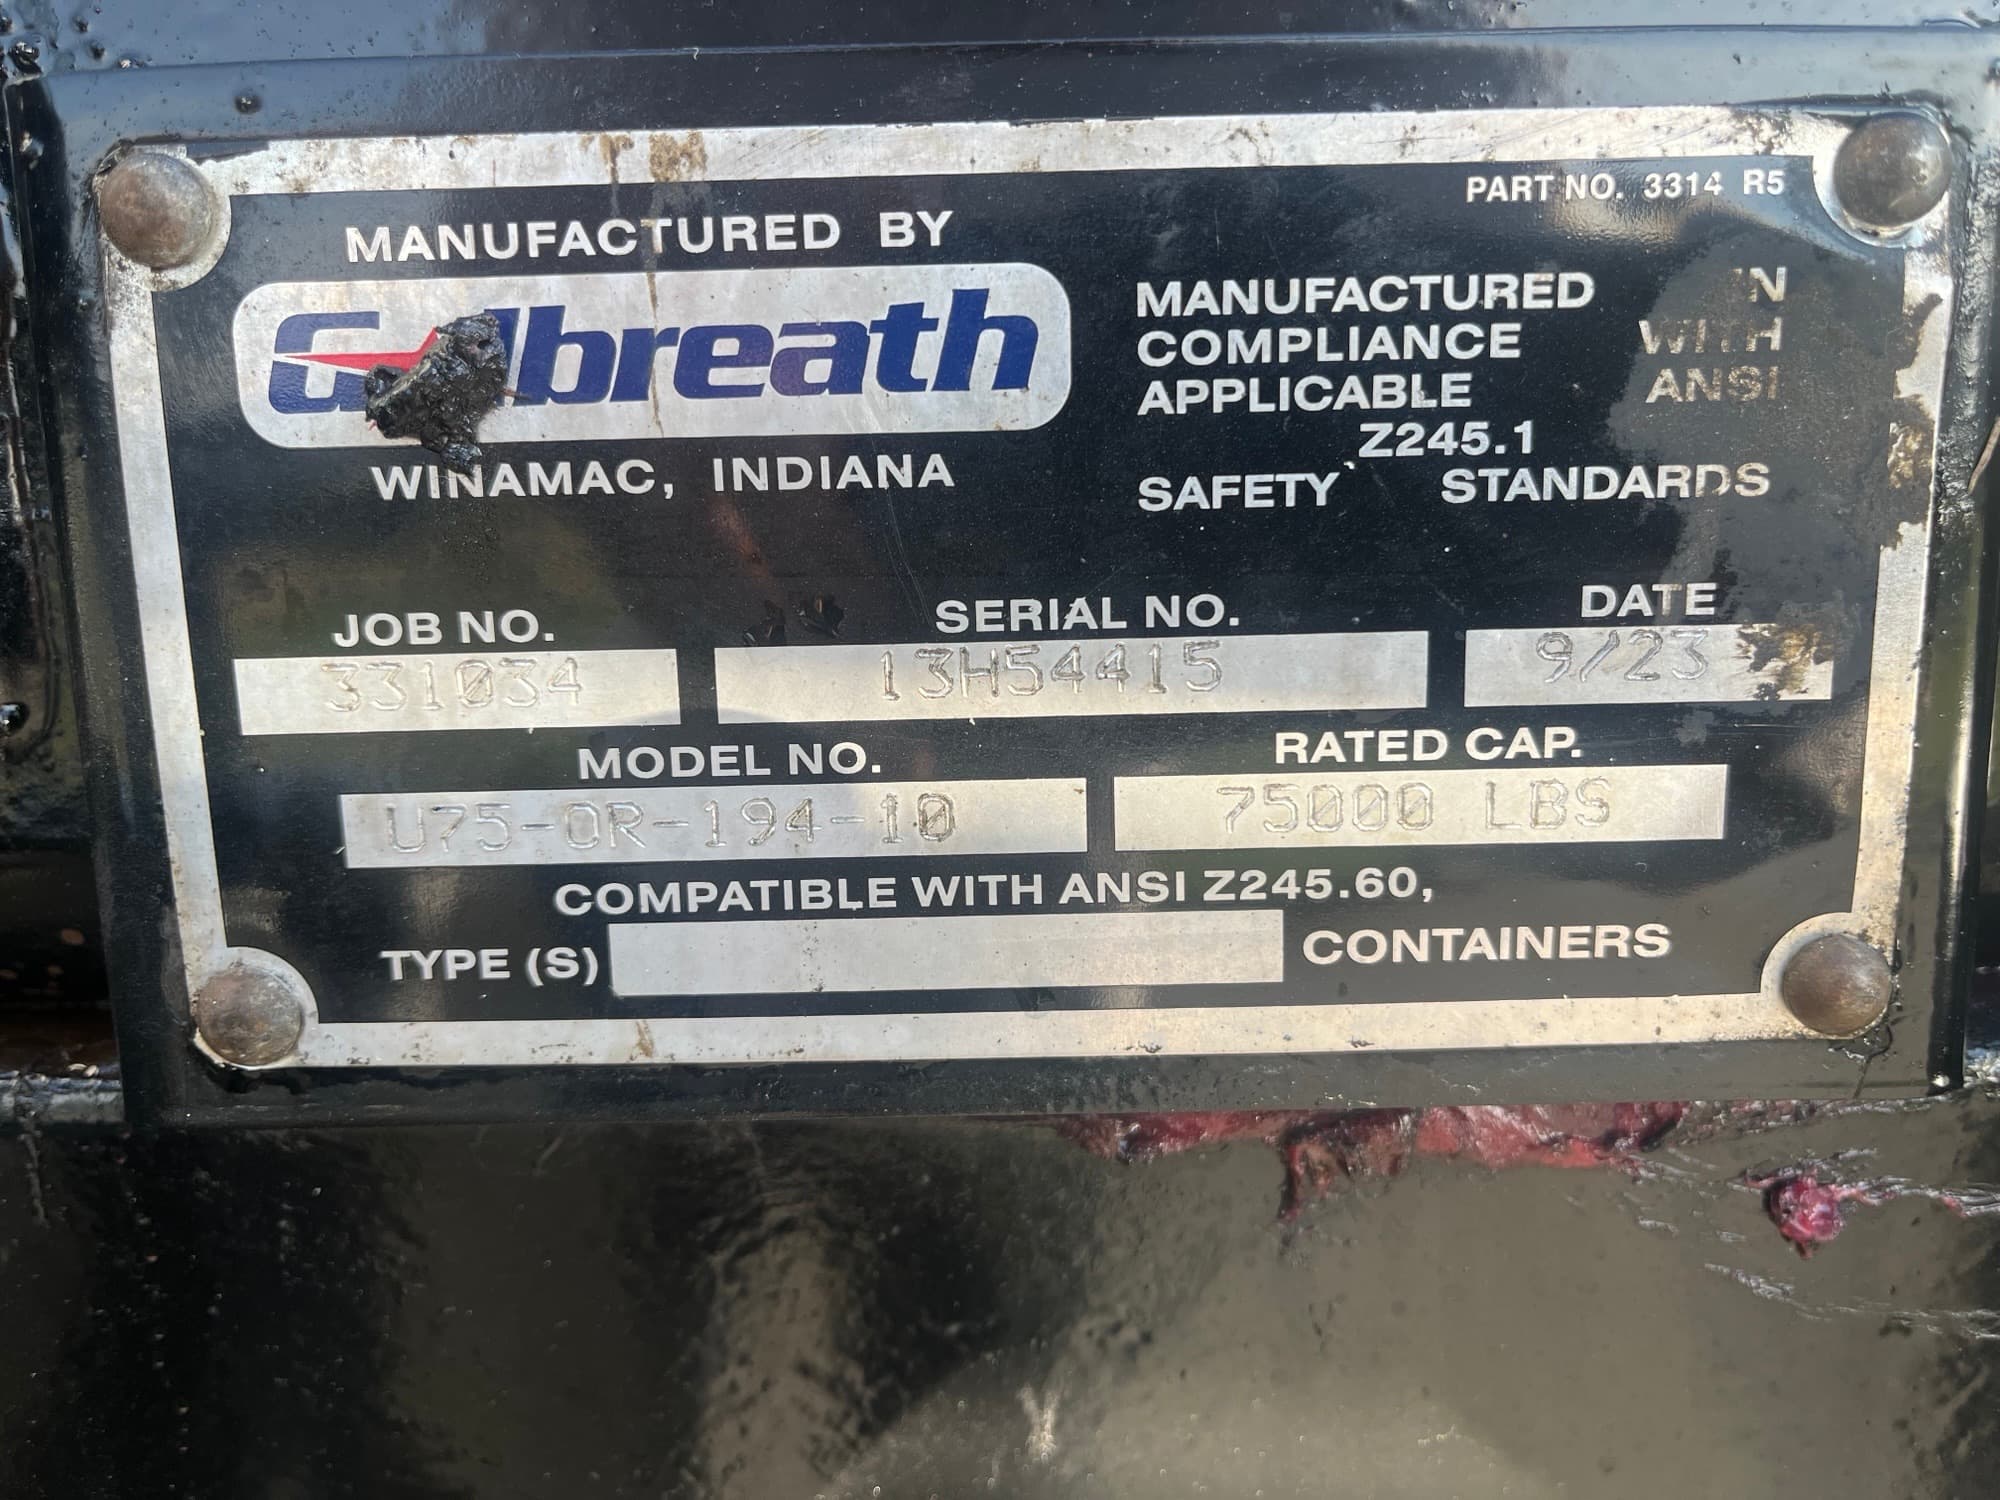 PART NO. 3314 R5
MANUFACTURED BY
Galbreath
WINAMAC, INDIANA
MANUFACTURED IN
COMPLIANCE WITH
APPLICABLE ANSI
Z245.1
SAFETY STANDARDS
JOB NO. SERIAL NO. DATE
331034 13H54415 9/23
MODEL NO. RATED CAP.
U75-OR-194-10 75000 LBS
COMPATIBLE WITH ANSI Z245.60,
TYPE (S) CONTAINERS